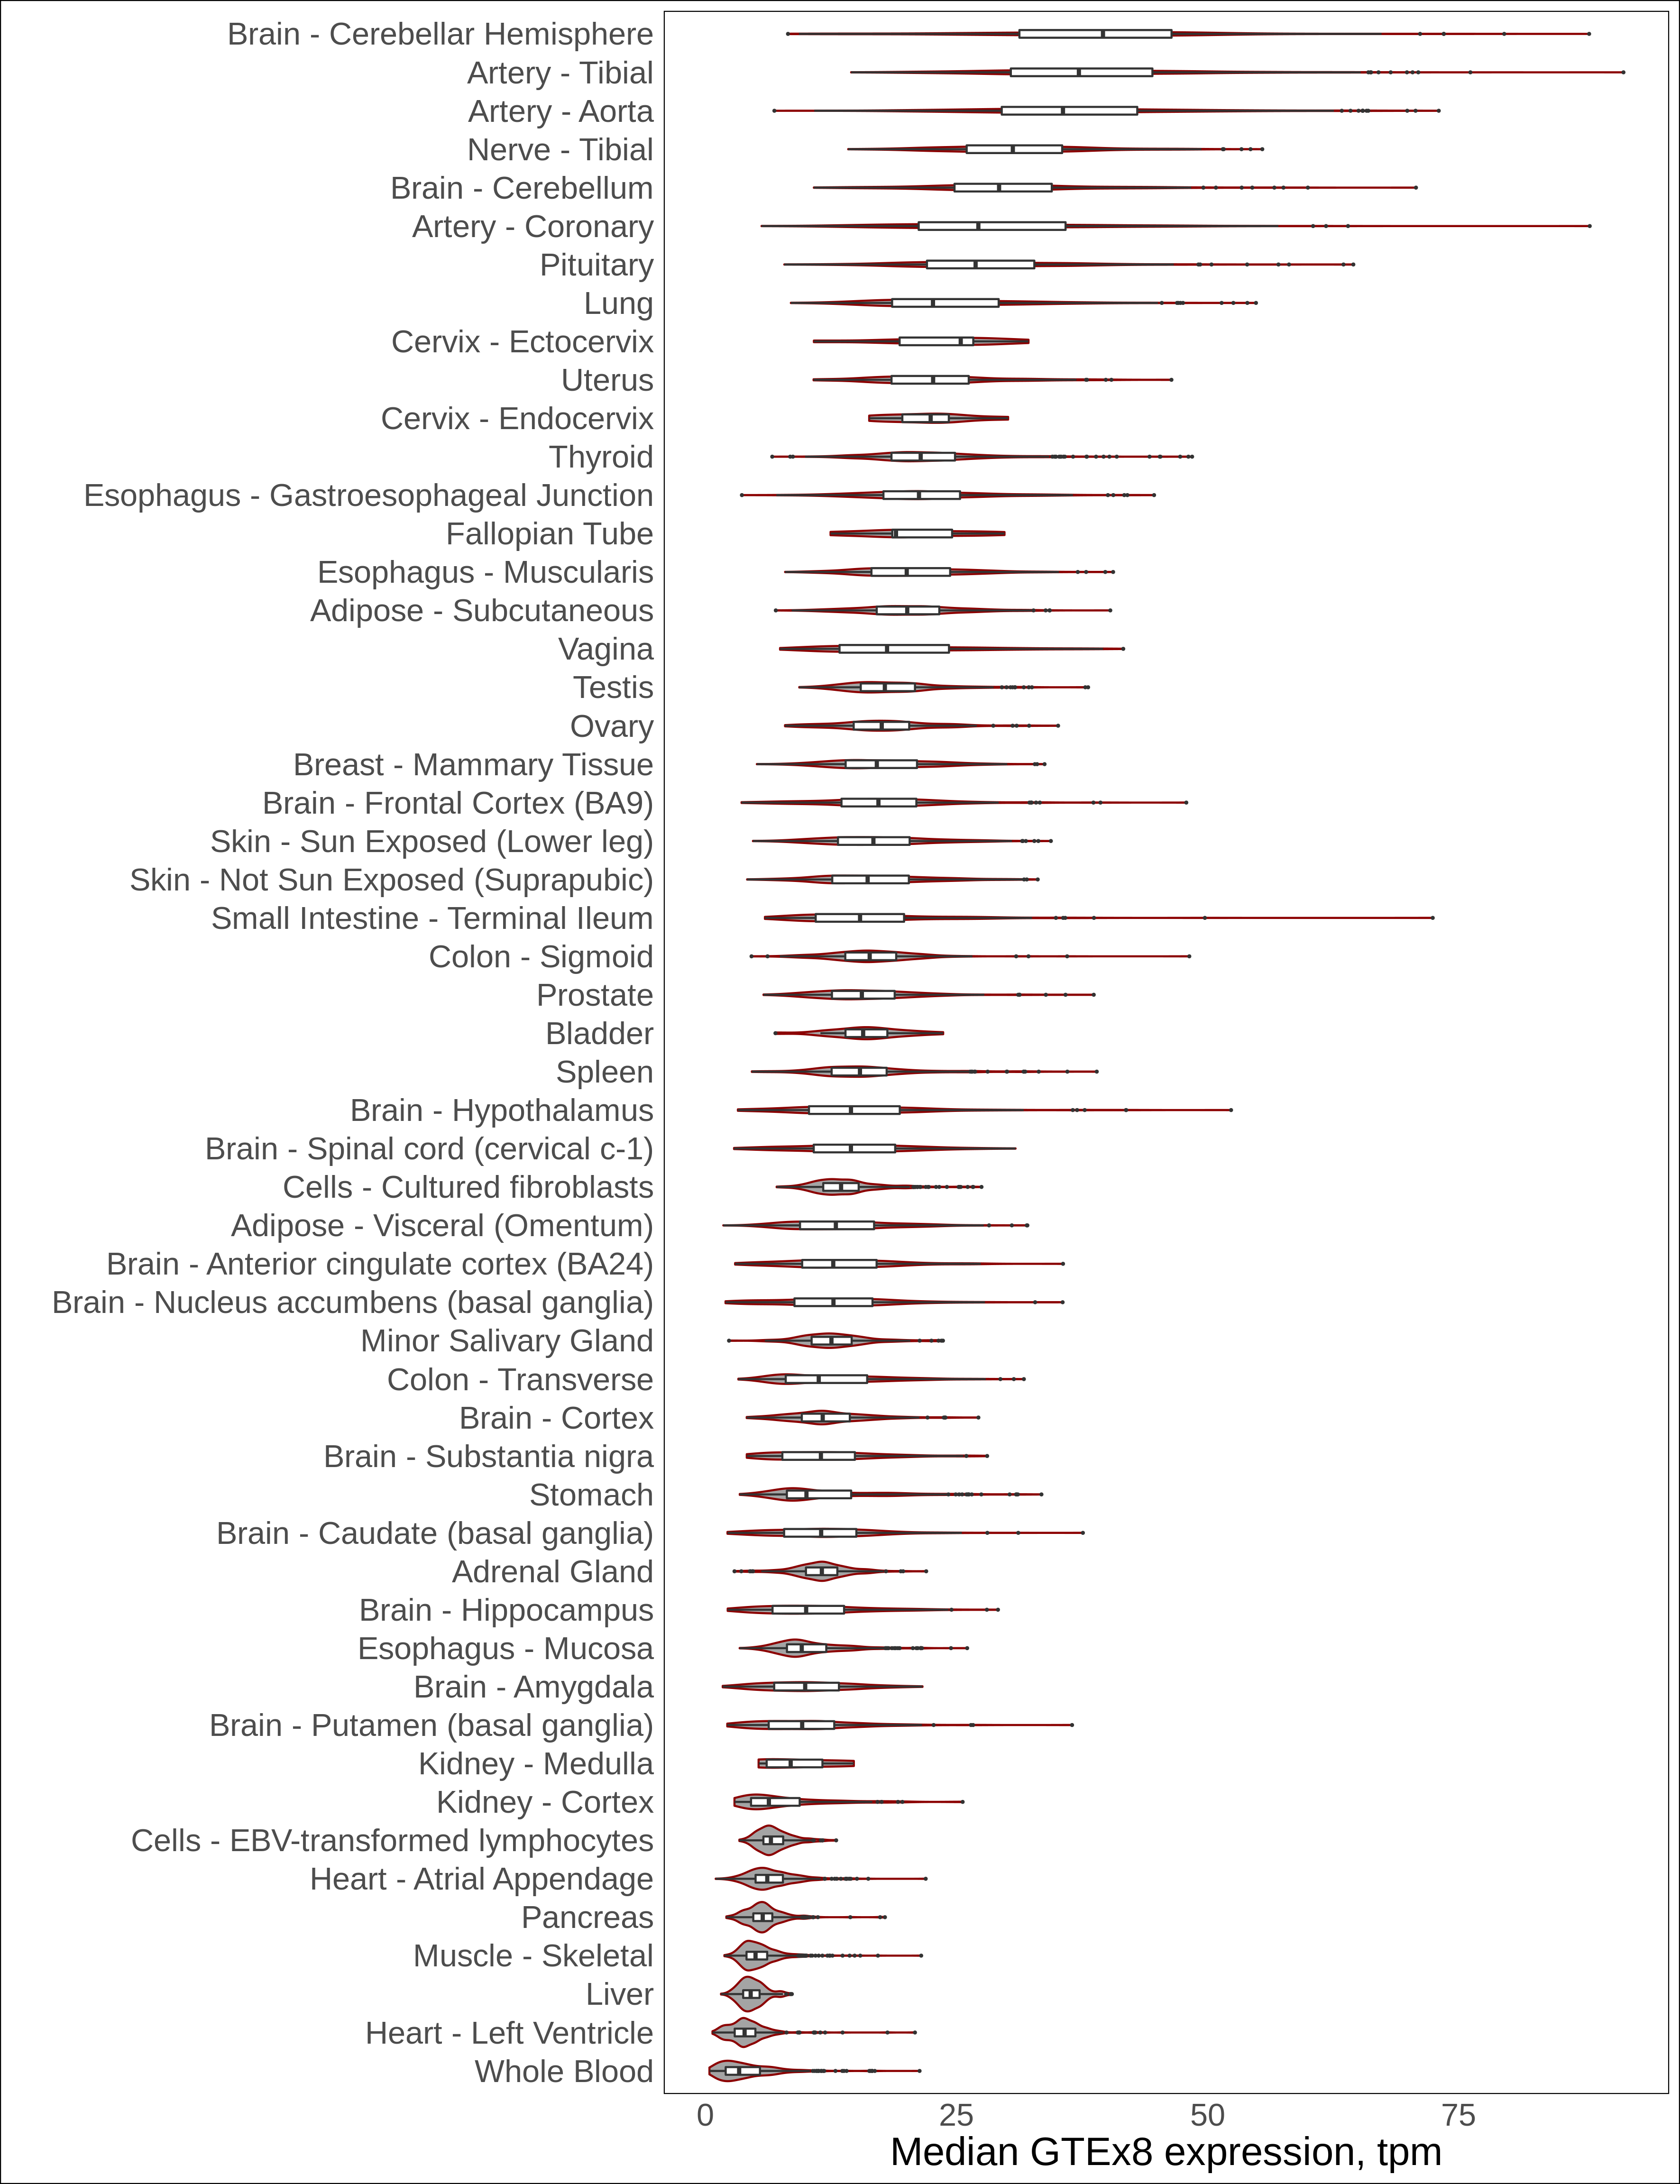 Brain - Cerebellar Hemisphere
Artery - Tibial
Artery - Aorta
Nerve - Tibial
Brain - Cerebellum
Artery - Coronary
Pituitary
Lung
Cervix - Ectocervix
Uterus
Cervix - Endocervix
Thyroid
Esophagus - Gastroesophageal Junction
Fallopian Tube
Esophagus - Muscularis
Adipose - Subcutaneous
Vagina
Testis
Ovary
Breast - Mammary Tissue
Brain - Frontal Cortex (BA9)
Skin - Sun Exposed (Lower leg)
Skin - Not Sun Exposed (Suprapubic)
Small Intestine - Terminal Ileum
Colon - Sigmoid
Prostate
Bladder
Spleen
Brain - Hypothalamus
Brain - Spinal cord (cervical c-1)
Cells - Cultured fibroblasts
Adipose - Visceral (Omentum)
Brain - Anterior cingulate cortex (BA24)
Brain - Nucleus accumbens (basal ganglia)
Minor Salivary Gland
Colon - Transverse
Brain - Cortex
Brain - Substantia nigra
Stomach
Brain - Caudate (basal ganglia)
Adrenal Gland
Brain - Hippocampus
Esophagus - Mucosa
Brain - Amygdala
Brain - Putamen (basal ganglia)
Kidney - Medulla
Kidney - Cortex
Cells - EBV-transformed lymphocytes
Heart - Atrial Appendage
Pancreas
Muscle - Skeletal
Liver
Heart - Left Ventricle
Whole Blood
0 25 50 75
Median GTEx8 expression, tpm